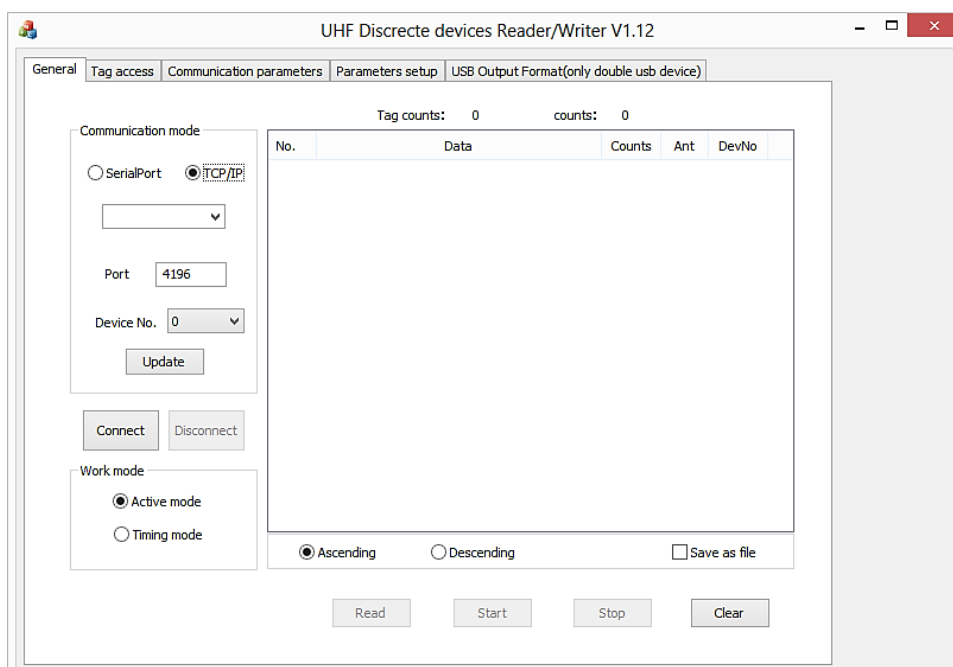 UHF Discrecte devices Reader/Writer V1.12
General Tag access Communication parameters Parameters setup USB Output Format(only double usb device)
Tag counts: 0 counts: 0
Communication mode
No. Data Counts Ant DevNo
SerialPort TCP/IP
Port 4196
Device No. 0
Update
Connect Disconnect
Work mode
Active mode
Timing mode
Ascending Descending Save as file
Read Start Stop Clear